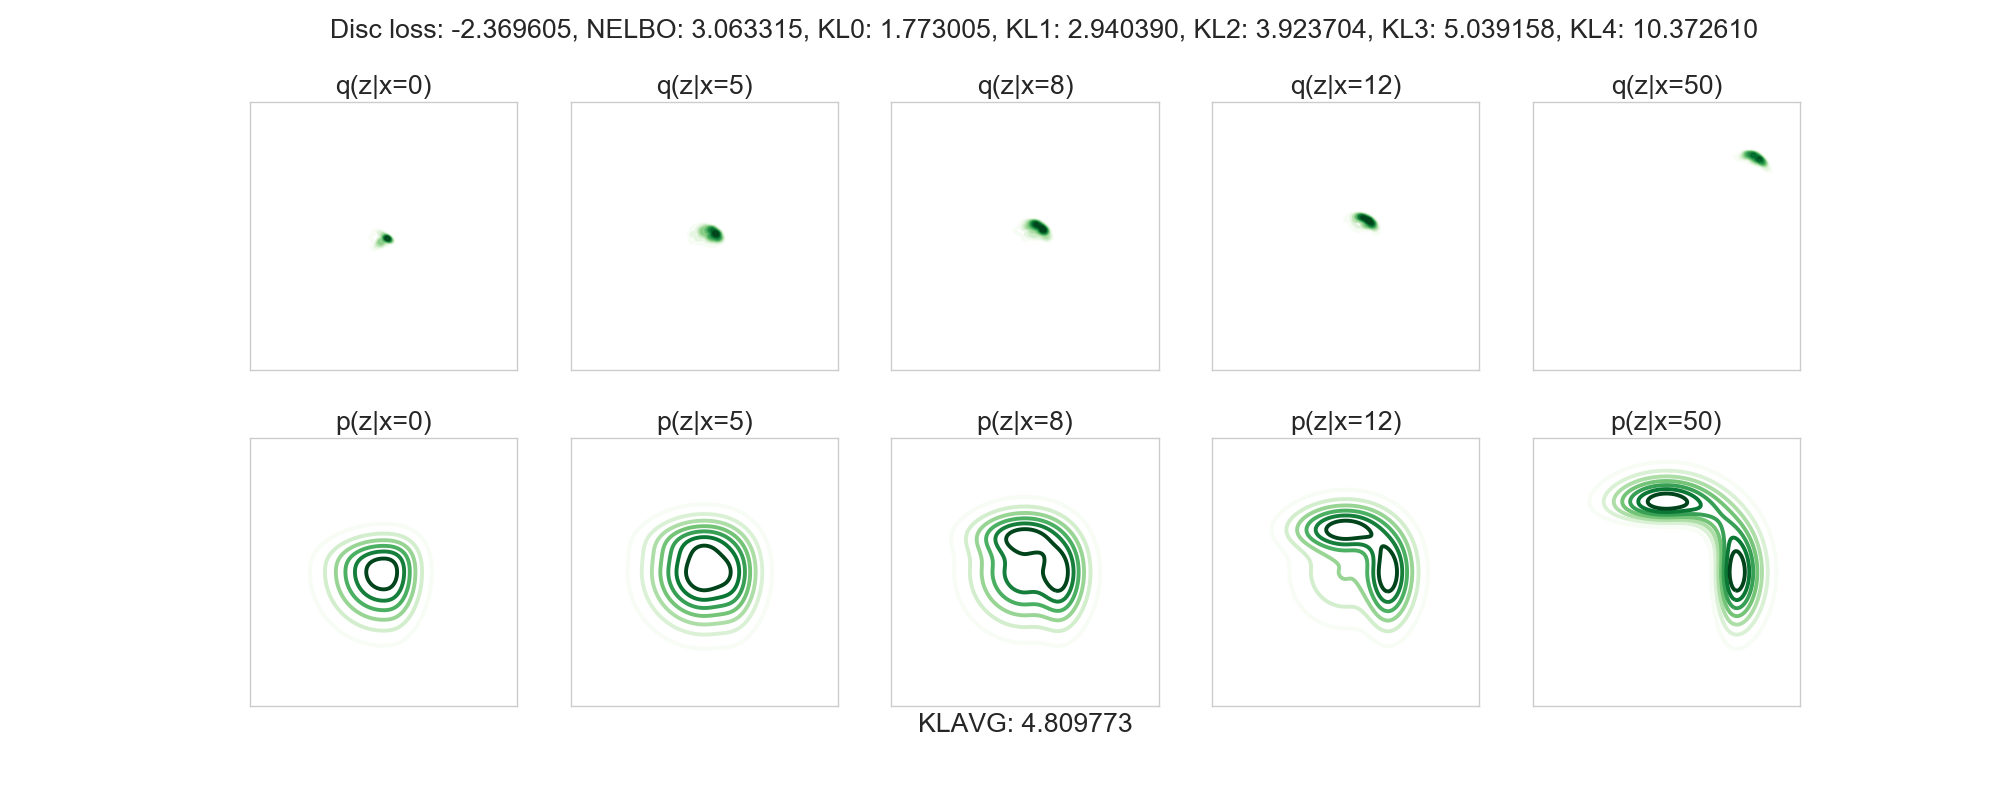 Disc loss: -2.369605, NELBO: 3.063315, KL0: 1.773005, KL1: 2.940390, KL2: 3.923704, KL3: 5.039158, KL4: 10.372610
q(z|x=0) q(z|x=5) q(z|x=8) q(z|x=12) q(z|x=50)
p(z|x=0) p(z|x=5) p(z|x=8) p(z|x=12) p(z|x=50)
KLAVG: 4.809773